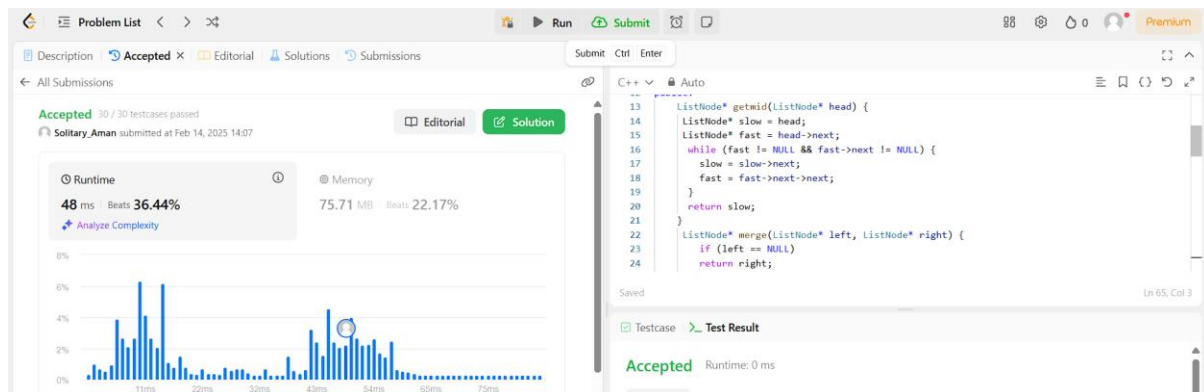 Problem List
Run
Submit
0
Premium
Description
Accepted
Editorial
Solutions
Submissions
Submit Ctrl Enter
All Submissions
Accepted 30 / 30 testcases passed
Solitary_Aman submitted at Feb 14, 2025 14:07
Editorial
Solution
Runtime
48 ms Beats 36.44%
Analyze Complexity
Memory
75.71 MB Beats 22.17%
8%
6%
4%
2%
0%
11ms 22ms 32ms 43ms 54ms 65ms 75ms
C++ Auto
13 ListNode* getmid(ListNode* head) {
14 ListNode* slow = head;
15 ListNode* fast = head->next;
16 while (fast != NULL && fast->next != NULL) {
17 slow = slow->next;
18 fast = fast->next->next;
19 }
20 return slow;
21 }
22 ListNode* merge(ListNode* left, ListNode* right) {
23 if (left == NULL)
24 return right;
Saved
Ln 65, Col 3
Testcase
Test Result
Accepted Runtime: 0 ms